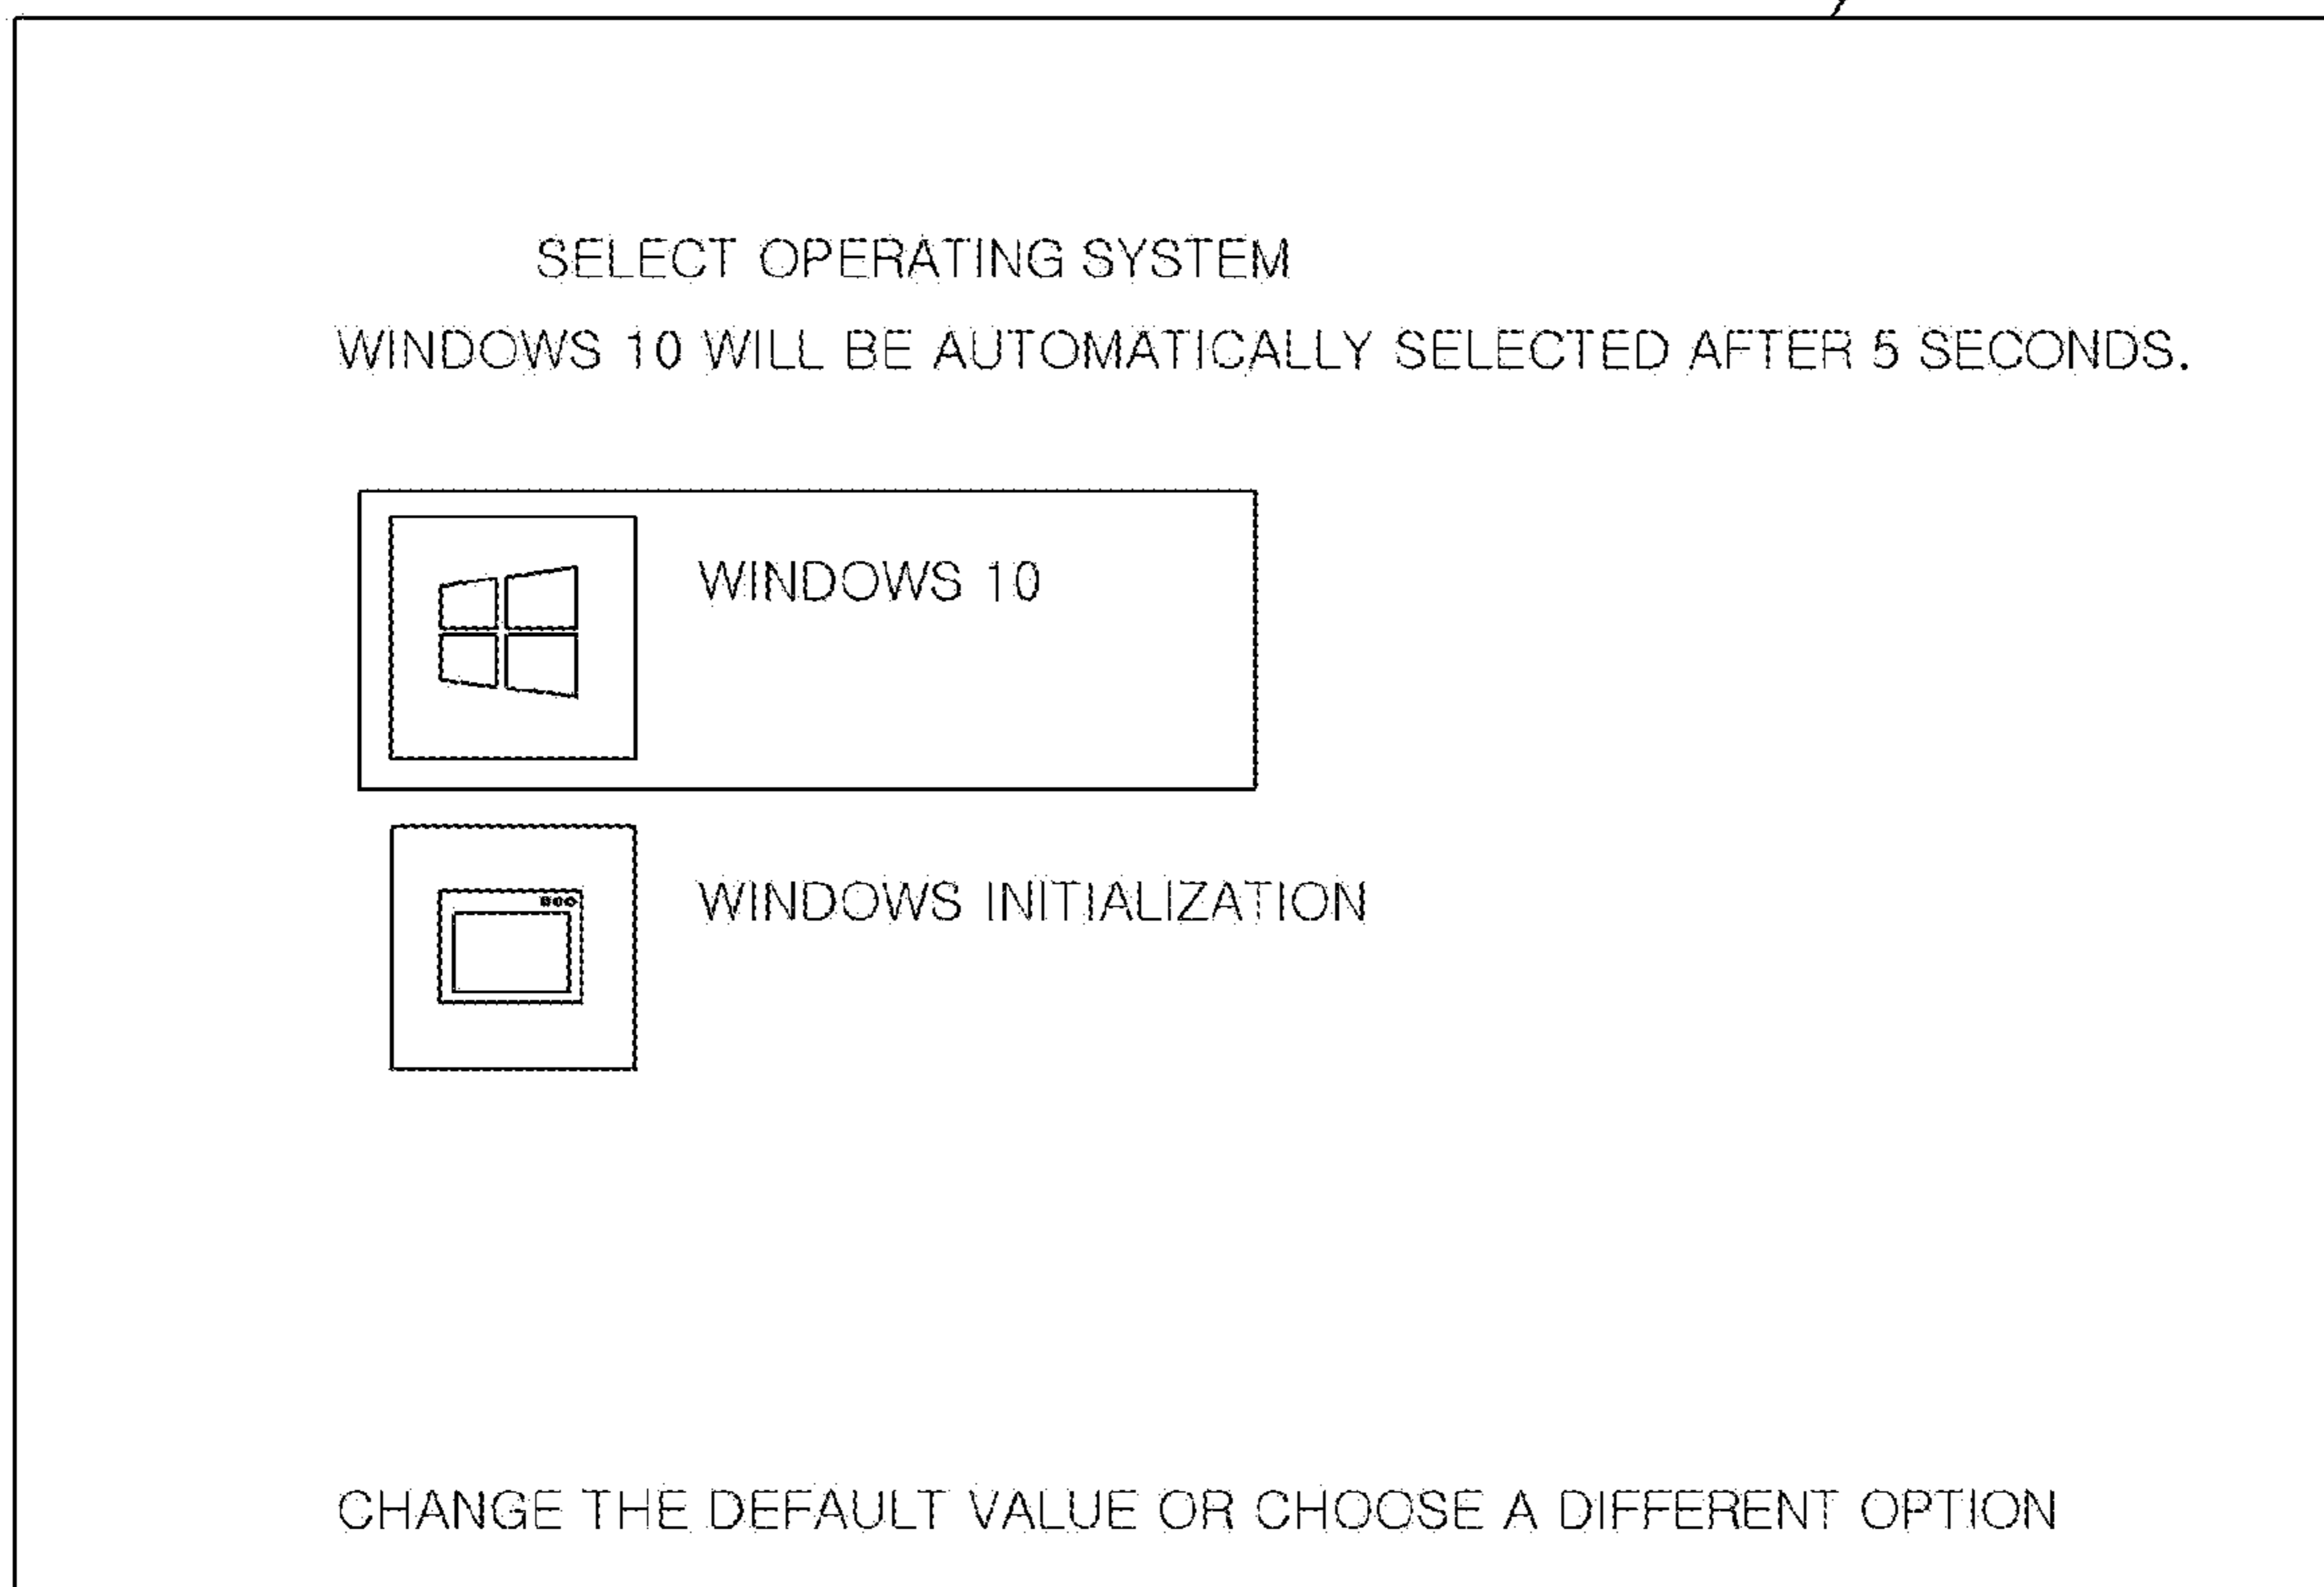 SELECT OPERATING SYSTEM
WINDOWS 10 WILL BE AUTOMATICALLY SELECTED AFTER 5 SECONDS.
WINDOWS 10
WINDOWS INITIALIZATION
CHANGE THE DEFAULT VALUE OR CHOOSE A DIFFERENT OPTION